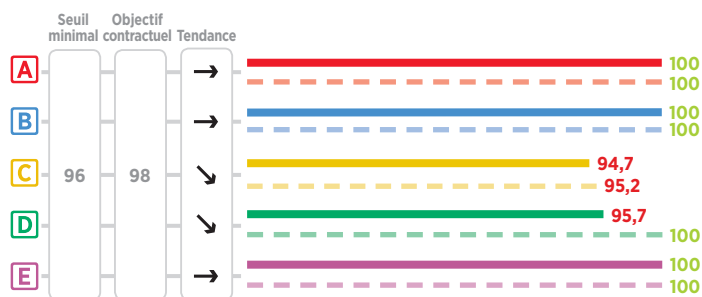 Seuil minimal
Objectif contractuel
Tendance
A
100
100
B
100
100
C
96
98
94,7
95,2
D
95,7
100
E
100
100